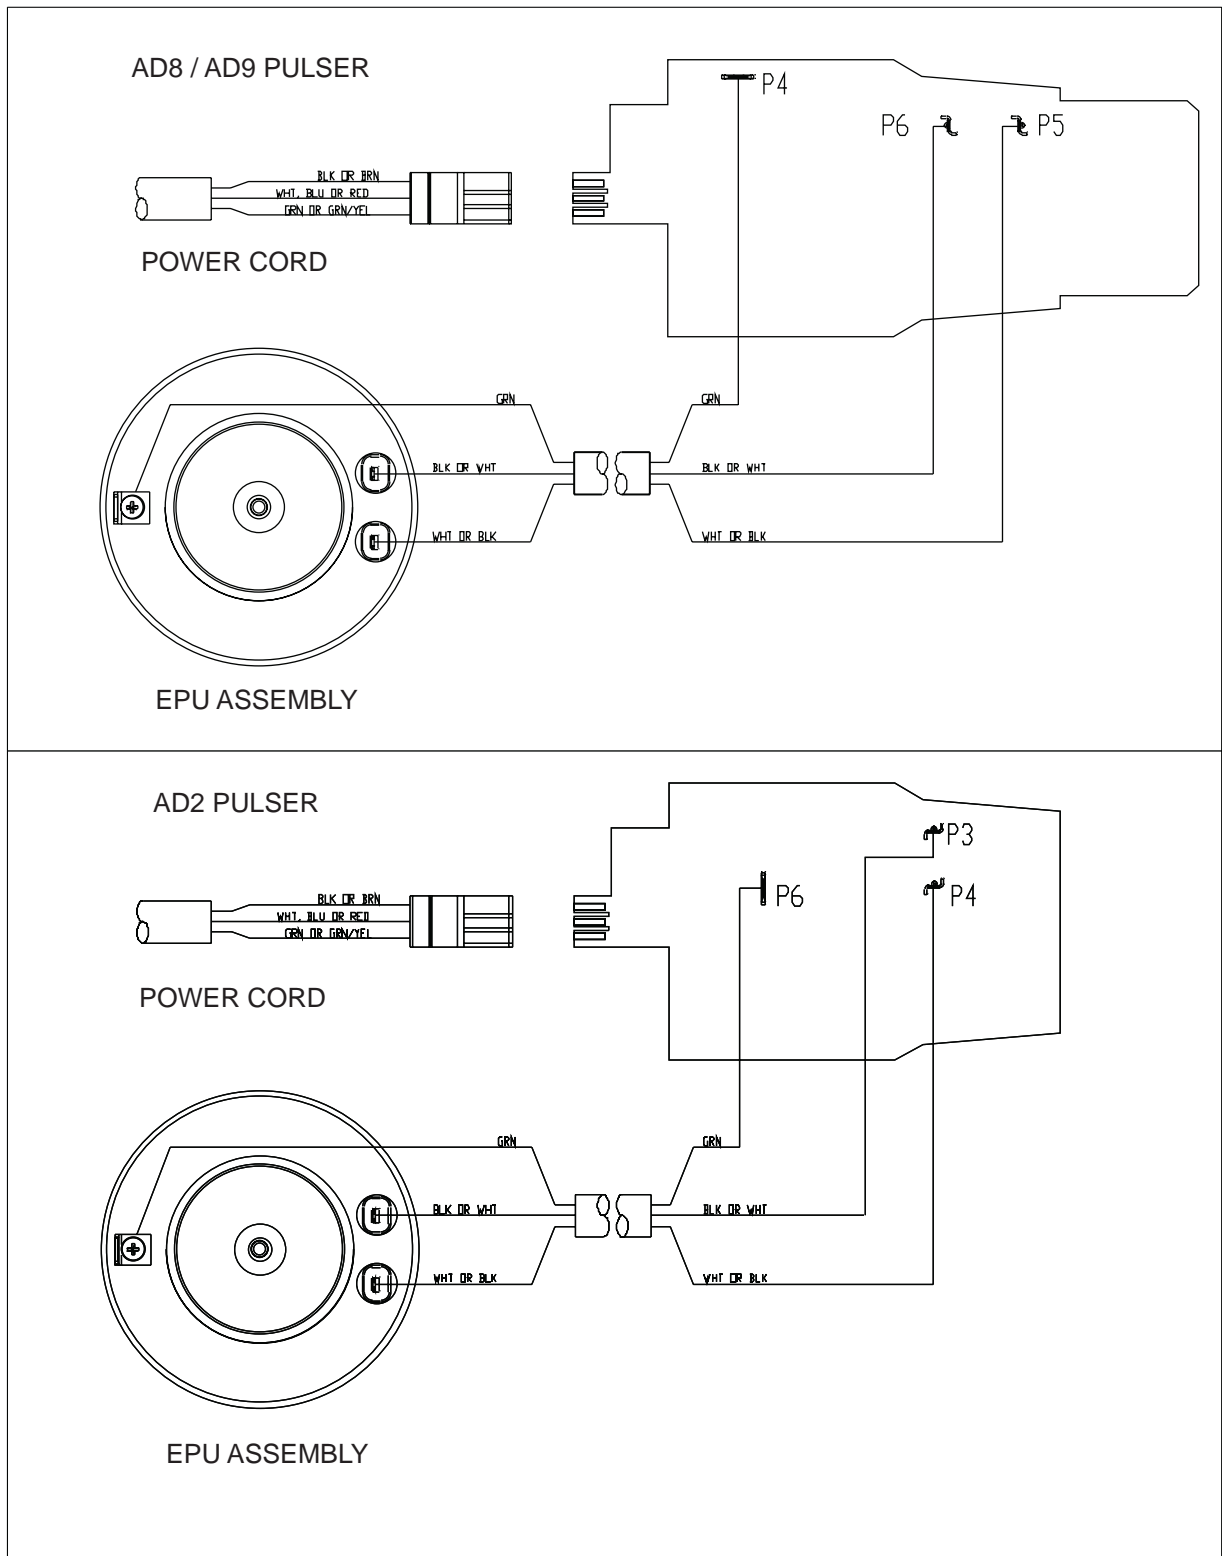 AD8 / AD9 PULSER
P4
P6
P5
BLK OR BRN
WHT, BLU OR RED
GRN OR GRN/YEL
POWER CORD
GRN
GRN
BLK OR WHT
BLK OR WHT
WHT OR BLK
WHT OR BLK
EPU ASSEMBLY
AD2 PULSER
P3
P6
P4
BLK OR BRN
WHT, BLU OR RED
GRN OR GRN/YEL
POWER CORD
GRN
GRN
BLK OR WHT
BLK OR WHT
WHT OR BLK
WHT OR BLK
EPU ASSEMBLY